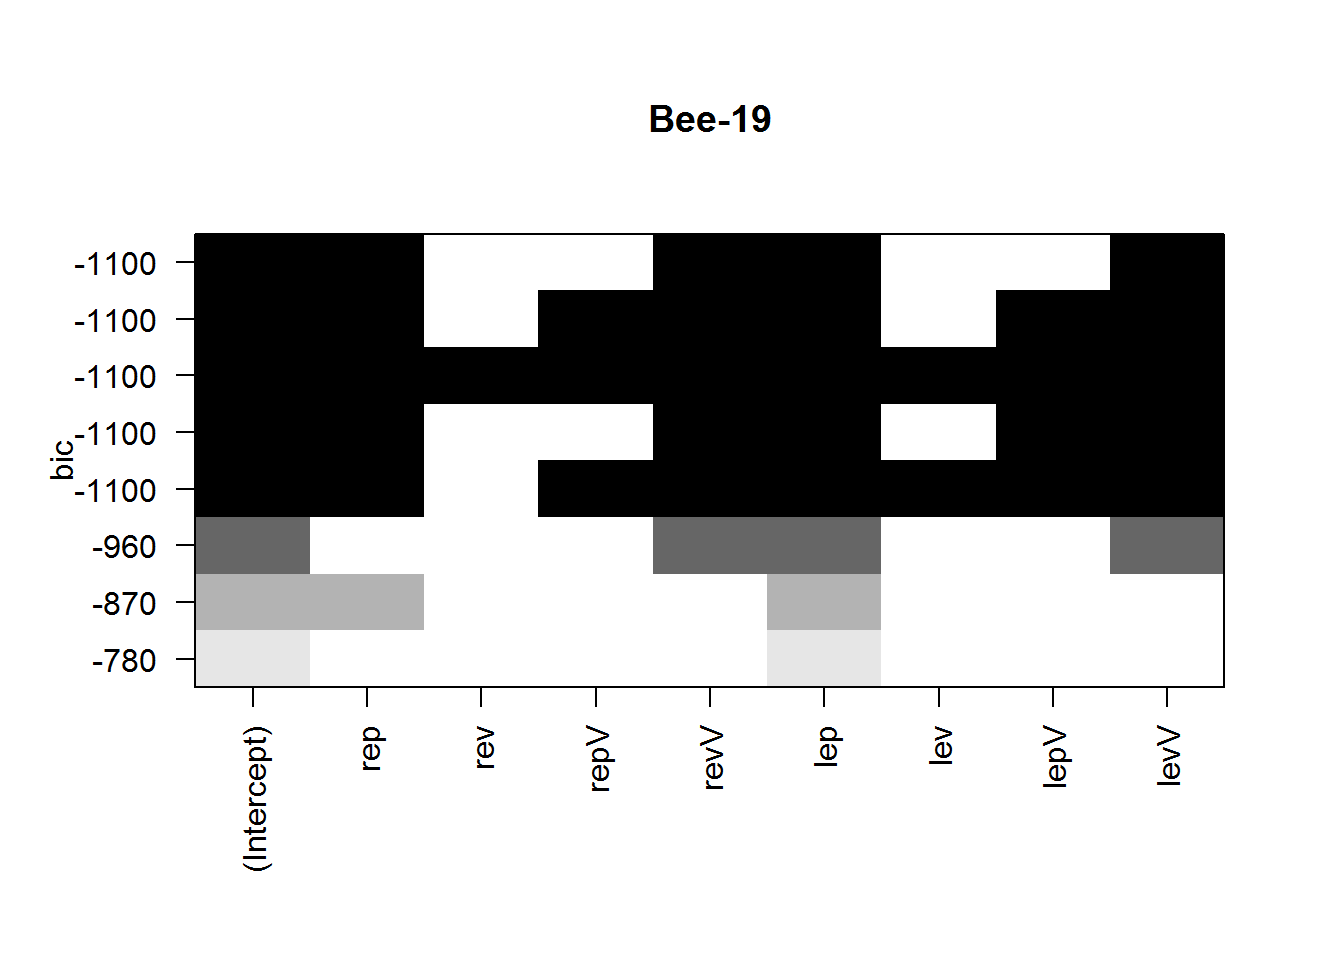 Bee-19
bic
-1100
-1100
-1100
-1100
-1100
-960
-870
-780
(Intercept)
rep
rev
repV
revV
lep
lev
lepV
levV